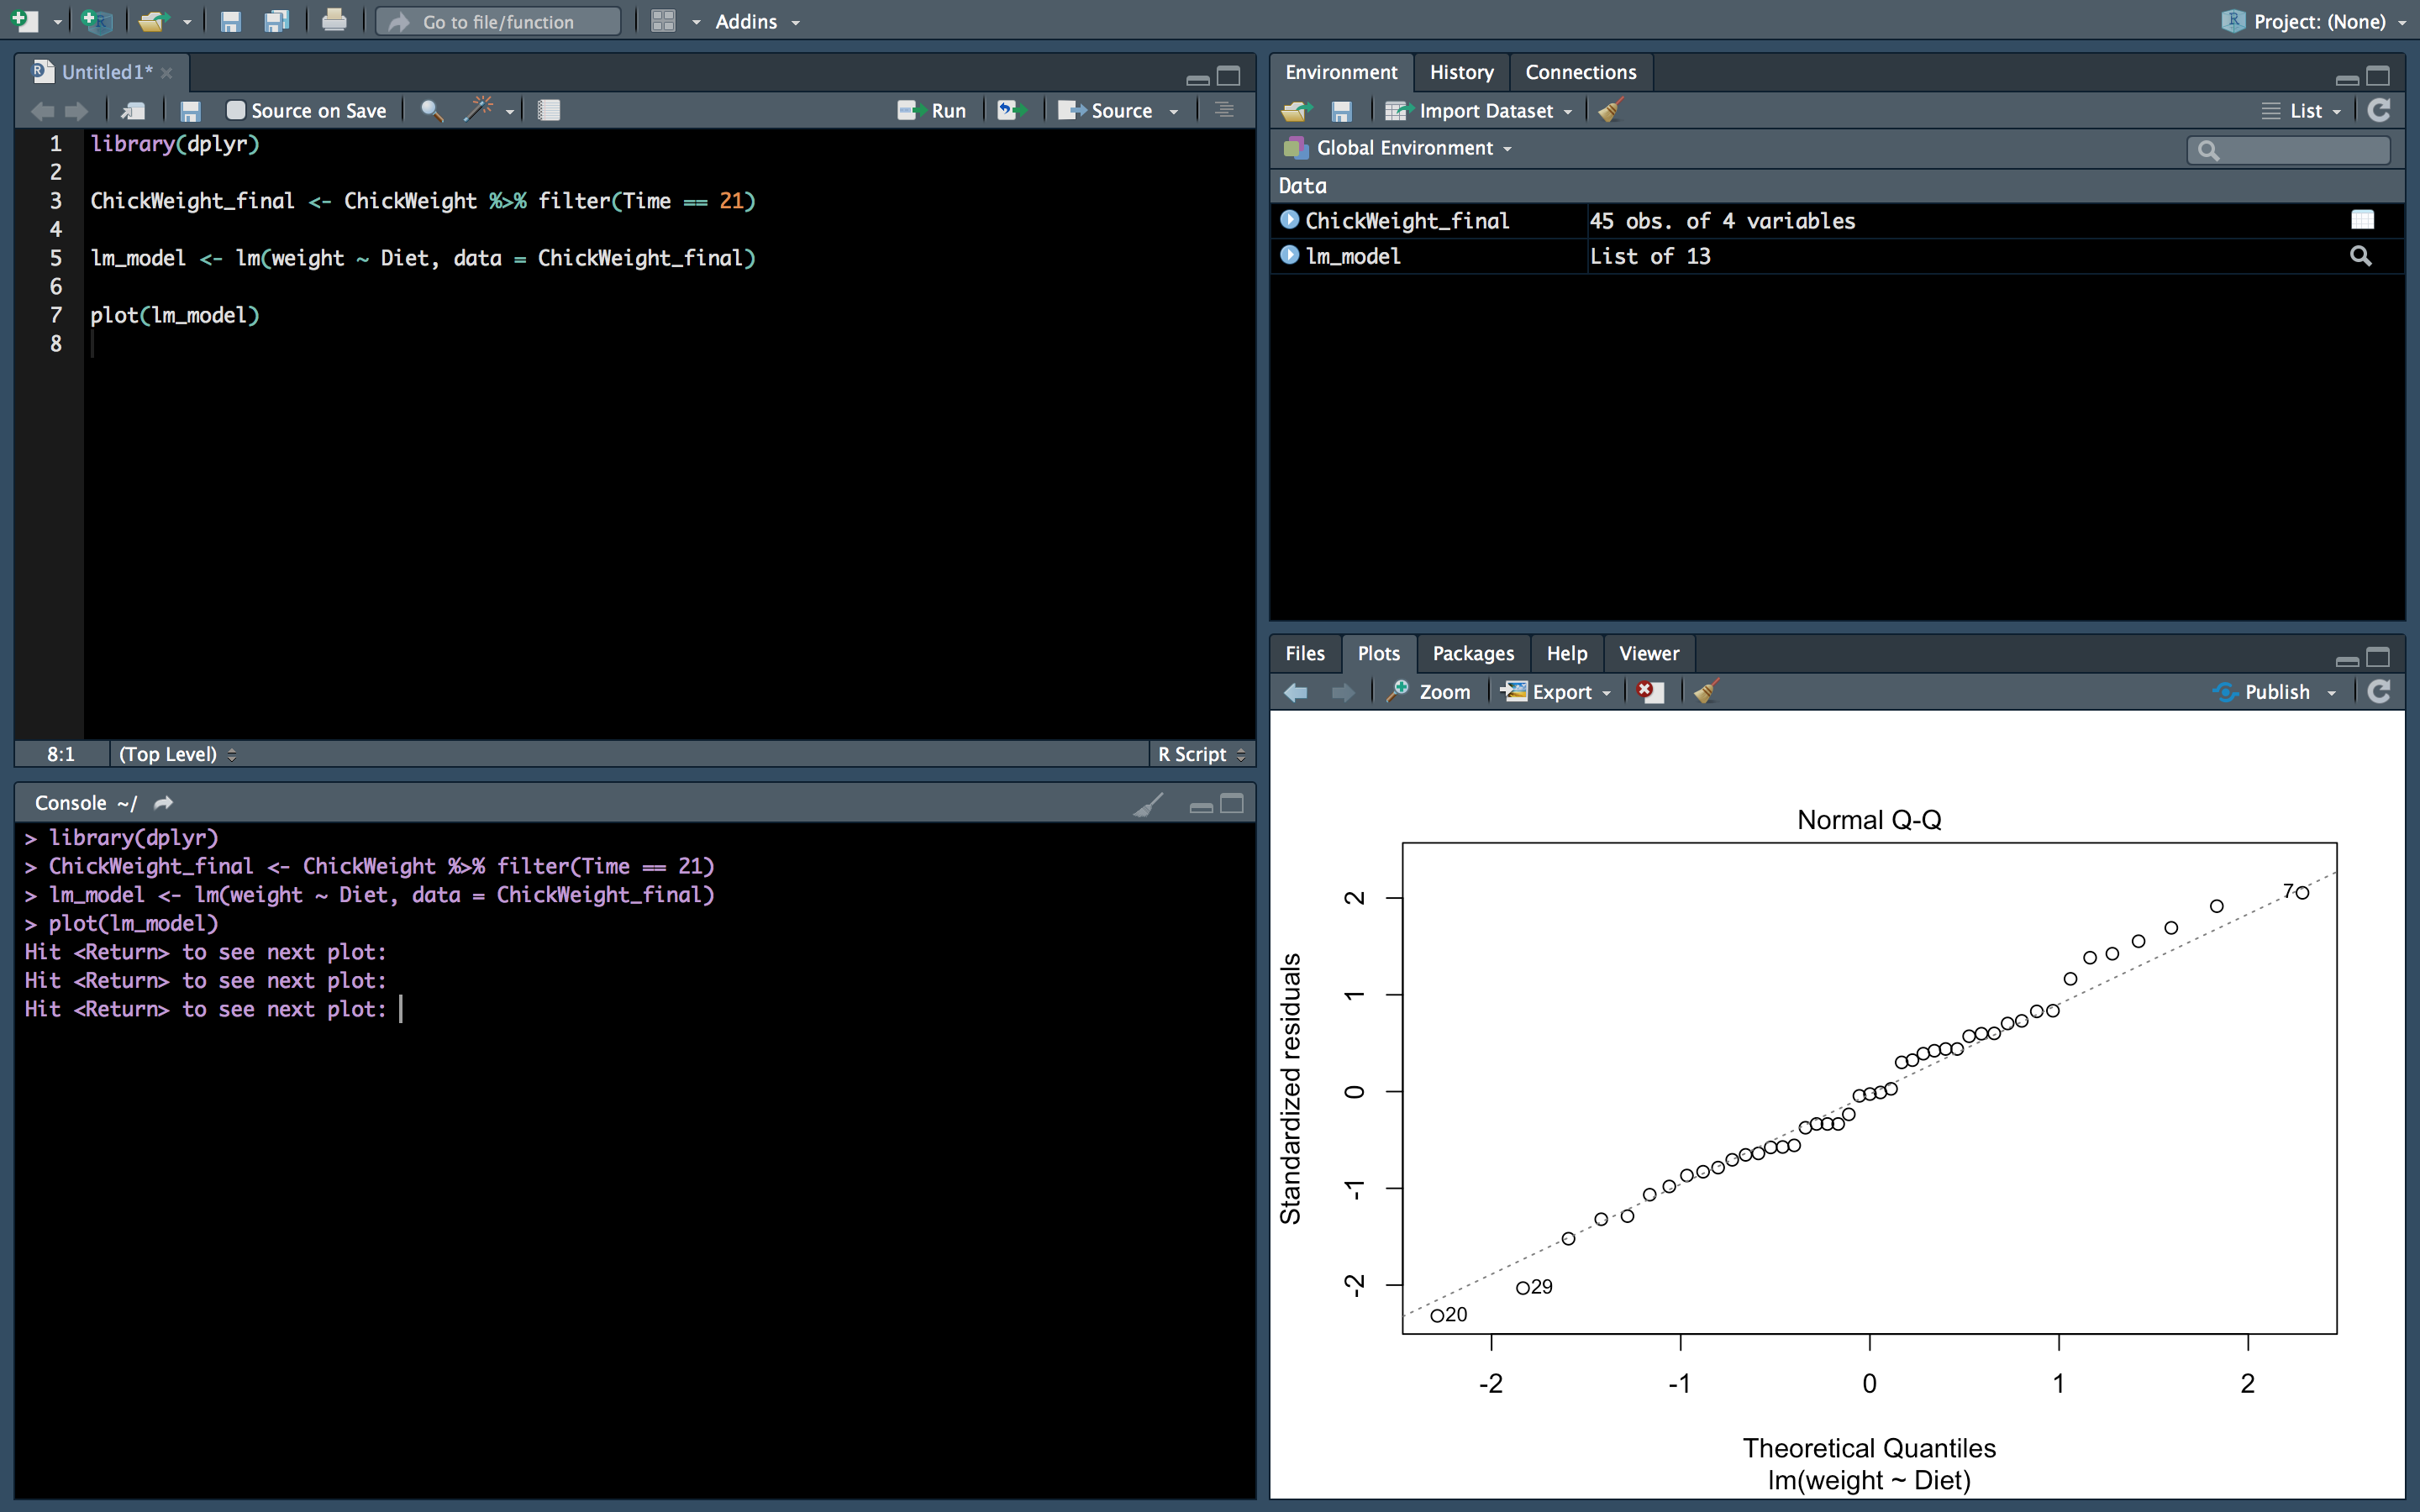 Go to file/function
Addins
Project: (None)
Untitled1*
Source on Save
Run
Source
1 library(dplyr)
2
3 ChickWeight_final <- ChickWeight %>% filter(Time == 21)
4
5 lm_model <- lm(weight ~ Diet, data = ChickWeight_final)
6
7 plot(lm_model)
8
8:1 (Top Level) R Script
Console ~/
> library(dplyr)
> ChickWeight_final <- ChickWeight %>% filter(Time == 21)
> lm_model <- lm(weight ~ Diet, data = ChickWeight_final)
> plot(lm_model)
Hit <Return> to see next plot:
Hit <Return> to see next plot:
Hit <Return> to see next plot:
Environment History Connections
Import Dataset List
Global Environment
Data
ChickWeight_final 45 obs. of 4 variables
lm_model List of 13
Files Plots Packages Help Viewer
Zoom Export Publish
Normal Q-Q
Standardized residuals
2
1
0
-1
-2
7
29
20
-2 -1 0 1 2
Theoretical Quantiles
lm(weight ~ Diet)